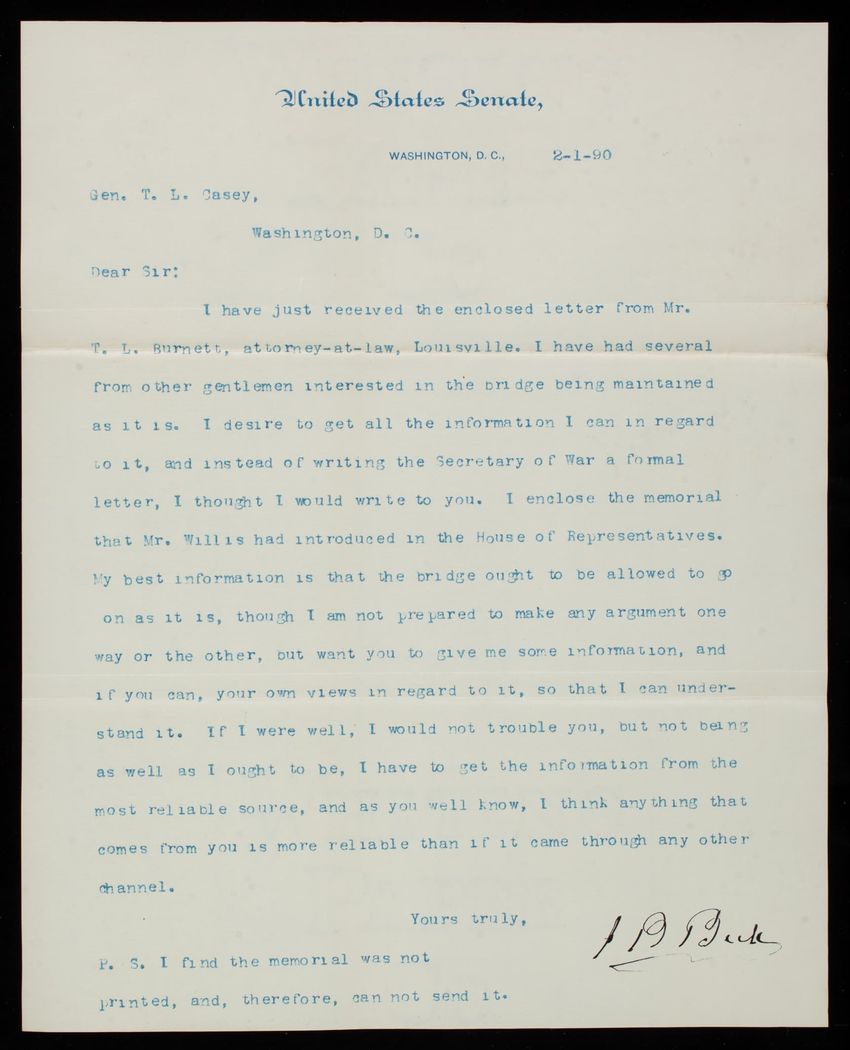 United States Senate,
WASHINGTON, D. C., 2-1-90
Gen. T. L. Casey,
Washington, D. C.
Dear Sir:
I have just received the enclosed letter from Mr.
T. L. Burnett, attorney-at-law, Louisville. I have had several
from other gentlemen interested in the bridge being maintained
as it is. I desire to get all the information I can in regard
to it, and instead of writing the Secretary of War a formal
letter, I thought I would write to you. I enclose the memorial
that Mr. Willis had introduced in the House of Representatives.
My best information is that the bridge ought to be allowed to go
on as it is, though I am not prepared to make any argument one
way or the other, but want you to give me some information, and
if you can, your own views in regard to it, so that I can under-
stand it. If I were well, I would not trouble you, but not being
as well as I ought to be, I have to get the information from the
most reliable source, and as you well know, I think anything that
comes from you is more reliable than if it came through any other
channel.
Yours truly,
J B Beck
P. S. I find the memorial was not
printed, and, therefore, can not send it.